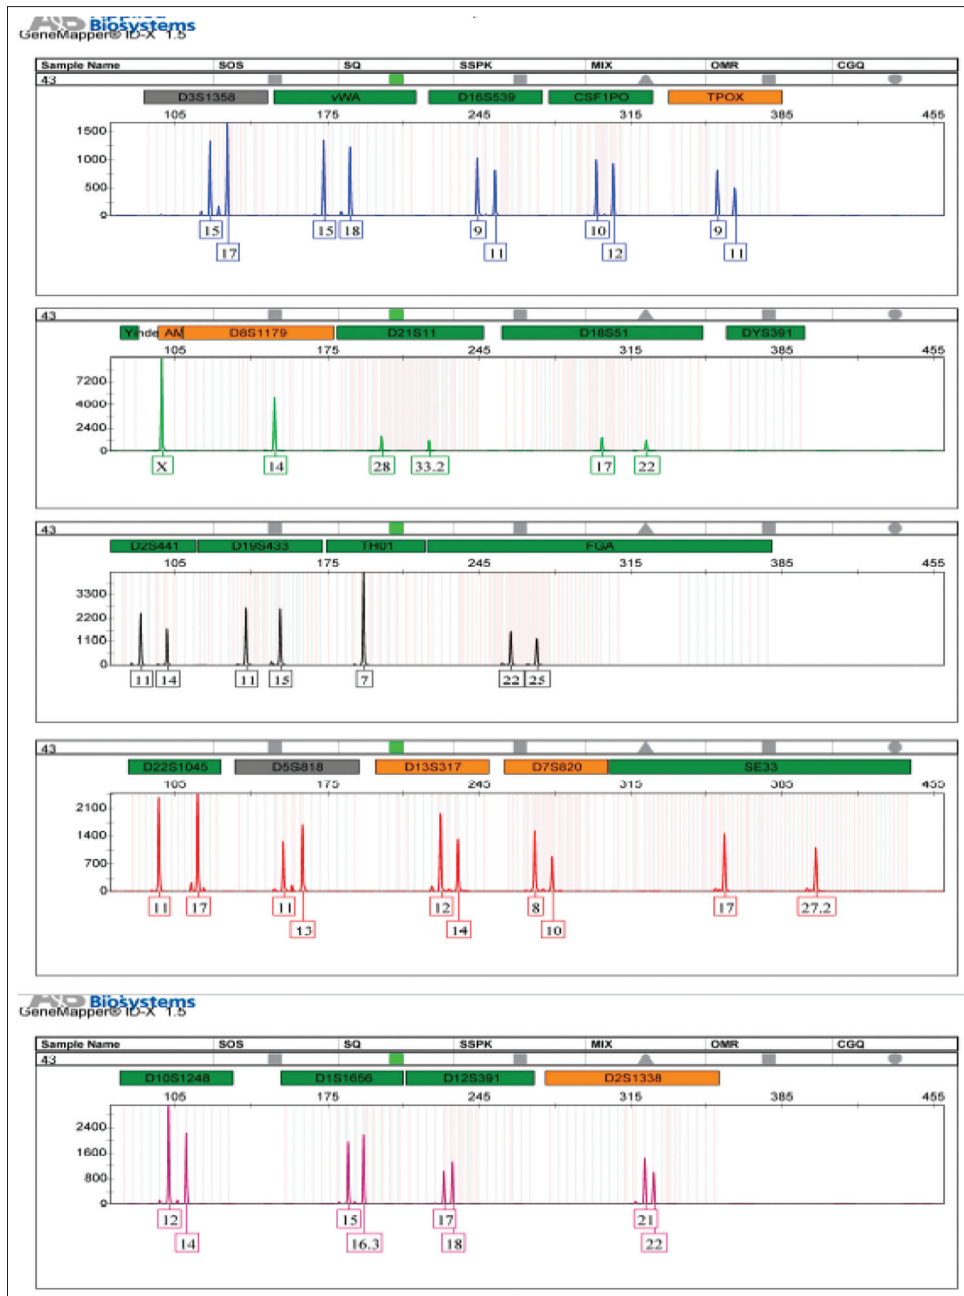 Biosystems
GeneMapper® ID-X 1.5
Sample Name SOS SQ SSPK MIX OMR CGQ
43
D3S1358 vWA D16S539 CSF1PO TPOX
105 175 245 315 385 455
1500
1000
500
0
15 15 18 9 10 9
17 11 12 11
43
Yinde AM D8S1179 D21S11 D18S51 DYS391
105 175 245 315 385 455
7200
4000
2400
0
X 14 28 33.2 17 22
43
D2S441 D19S433 TH01 FGA
105 175 245 315 385 455
3300
2200
1100
0
11 14 11 15 7 22 25
43
D22S1045 D5S818 D13S317 D7S820 SE33
105 175 245 315 385 455
2100
1400
700
0
11 17 11 12 8 17 27.2
13 14 10
Biosystems
GeneMapper® ID-X 1.5
Sample Name SOS SQ SSPK MIX OMR CGQ
43
D10S1248 D1S1656 D12S391 D2S1338
105 175 245 315 385 455
2400
1600
800
0
12 15 17 21
14 16.3 18 22